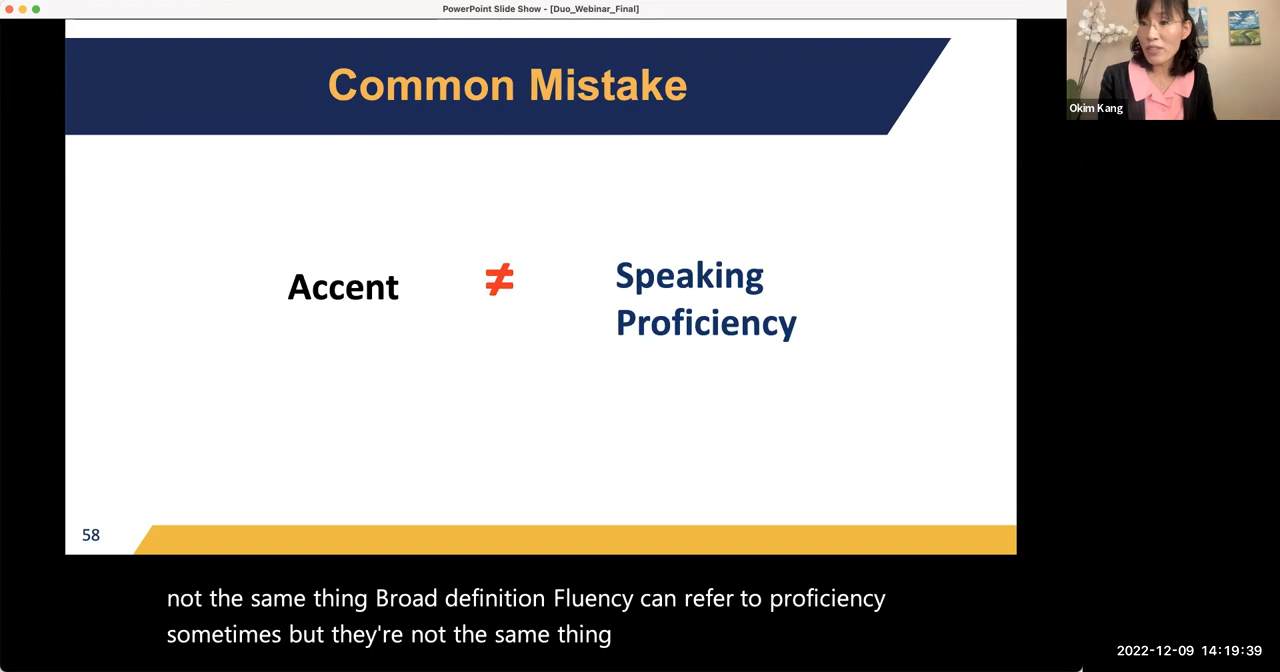 PowerPoint Slide Show - [Duo_Webinar_Final]
Common Mistake
Accent ≠ Speaking
Proficiency
58
Okim Kang
not the same thing Broad definition Fluency can refer to proficiency
sometimes but they're not the same thing
2022-12-09 14:19:39